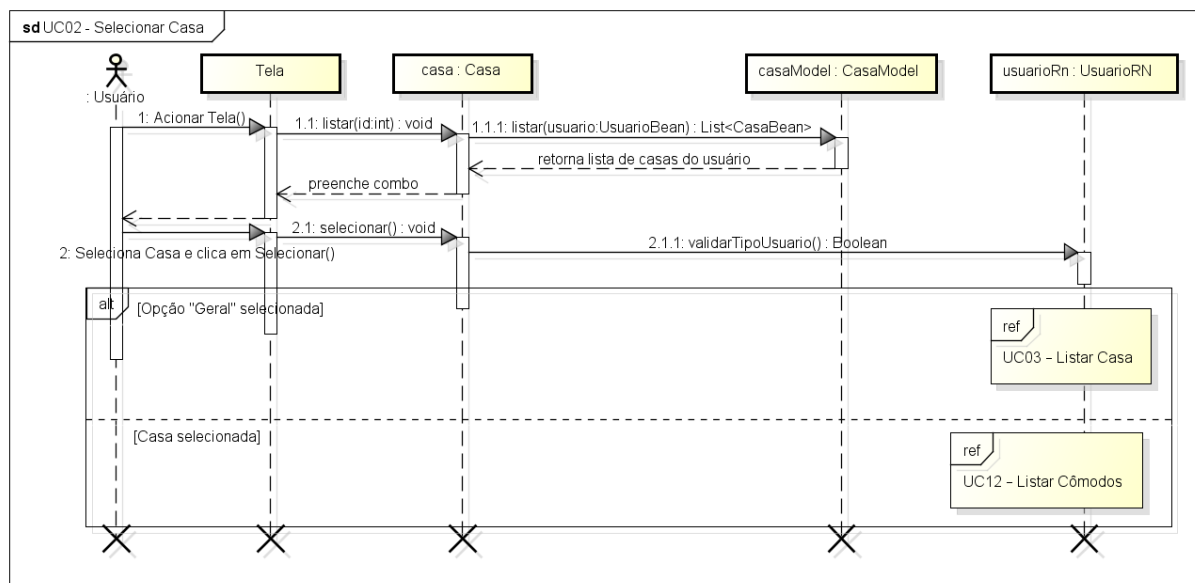 sd UC02 - Selecionar Casa
: Usuário
Tela
casa : Casa
casaModel : CasaModel
usuarioRn : UsuarioRN
1: Acionar Tela()
1.1: listar(id:int) : void
1.1.1: listar(usuario:UsuarioBean) : List<CasaBean>
retorna lista de casas do usuário
preenche combo
2.1: selecionar() : void
2: Seleciona Casa e clica em Selecionar()
2.1.1: validarTipoUsuario() : Boolean
alt
[Opção "Geral" selecionada]
ref
UC03 – Listar Casa
[Casa selecionada]
ref
UC12 – Listar Cômodos